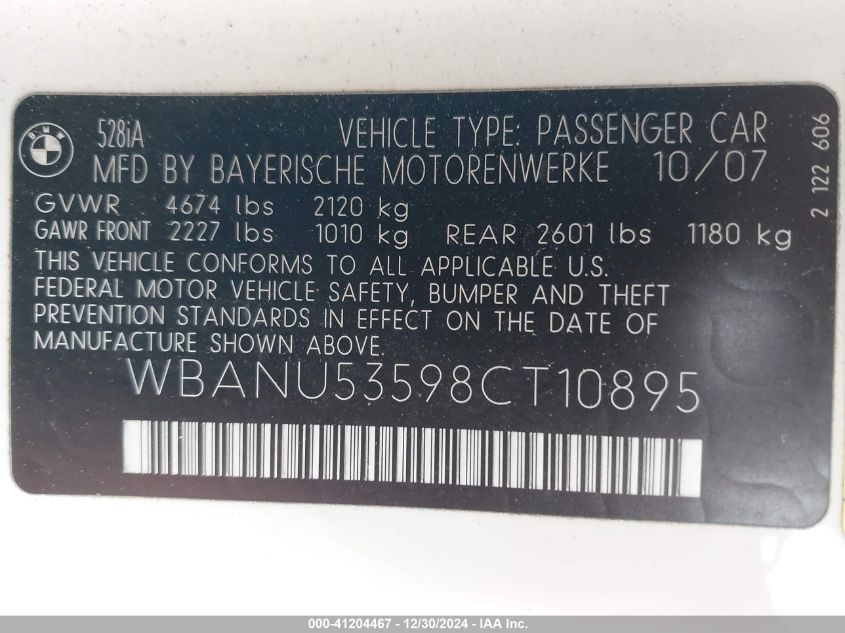 BMW
528iA VEHICLE TYPE: PASSENGER CAR
MFD BY BAYERISCHE MOTORENWERKE 10/07
GVWR 4674 lbs 2120 kg
GAWR FRONT 2227 lbs 1010 kg REAR 2601 lbs 1180 kg
THIS VEHICLE CONFORMS TO ALL APPLICABLE U.S.
FEDERAL MOTOR VEHICLE SAFETY, BUMPER AND THEFT
PREVENTION STANDARDS IN EFFECT ON THE DATE OF
MANUFACTURE SHOWN ABOVE.
WBANU53598CT10895
2 122 606
000-41204467 - 12/30/2024 - IAA Inc.